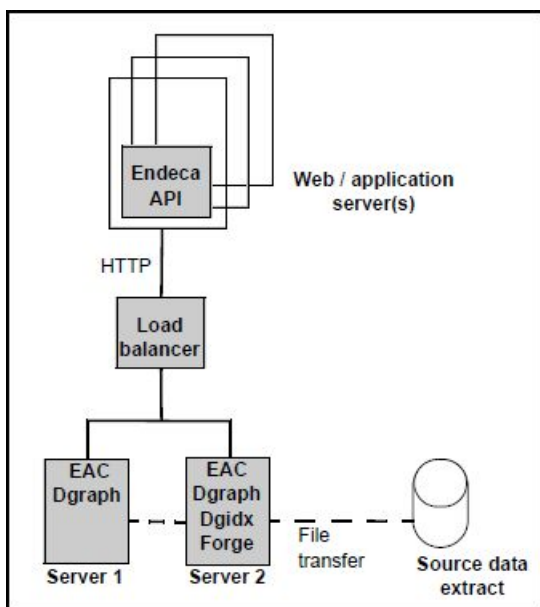 Endeca
API
Web / application
server(s)
HTTP
Load
balancer
EAC
Dgraph
EAC
Dgraph
Dgidx
Forge
File
transfer
Source data
extract
Server 1
Server 2